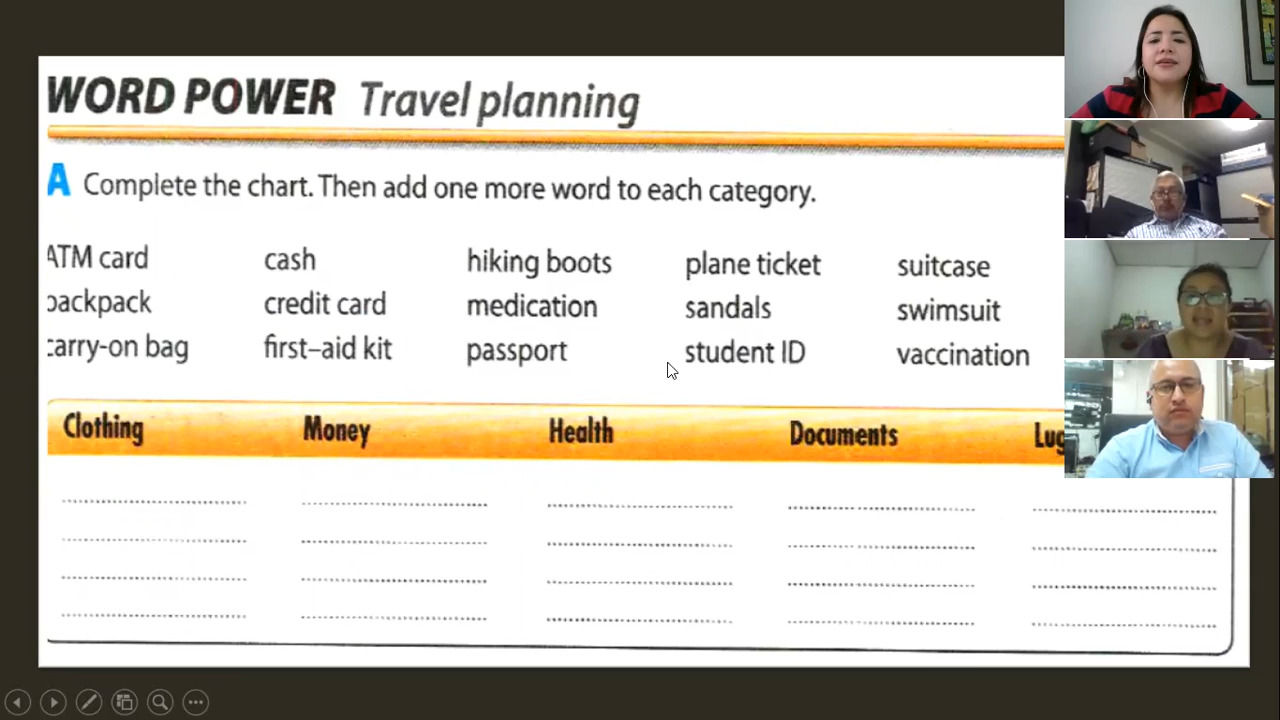 WORD POWER Travel planning
A Complete the chart. Then add one more word to each category.
ATM card cash hiking boots plane ticket suitcase
backpack credit card medication sandals swimsuit
carry-on bag first-aid kit passport student ID vaccination
Clothing Money Health Documents Lug